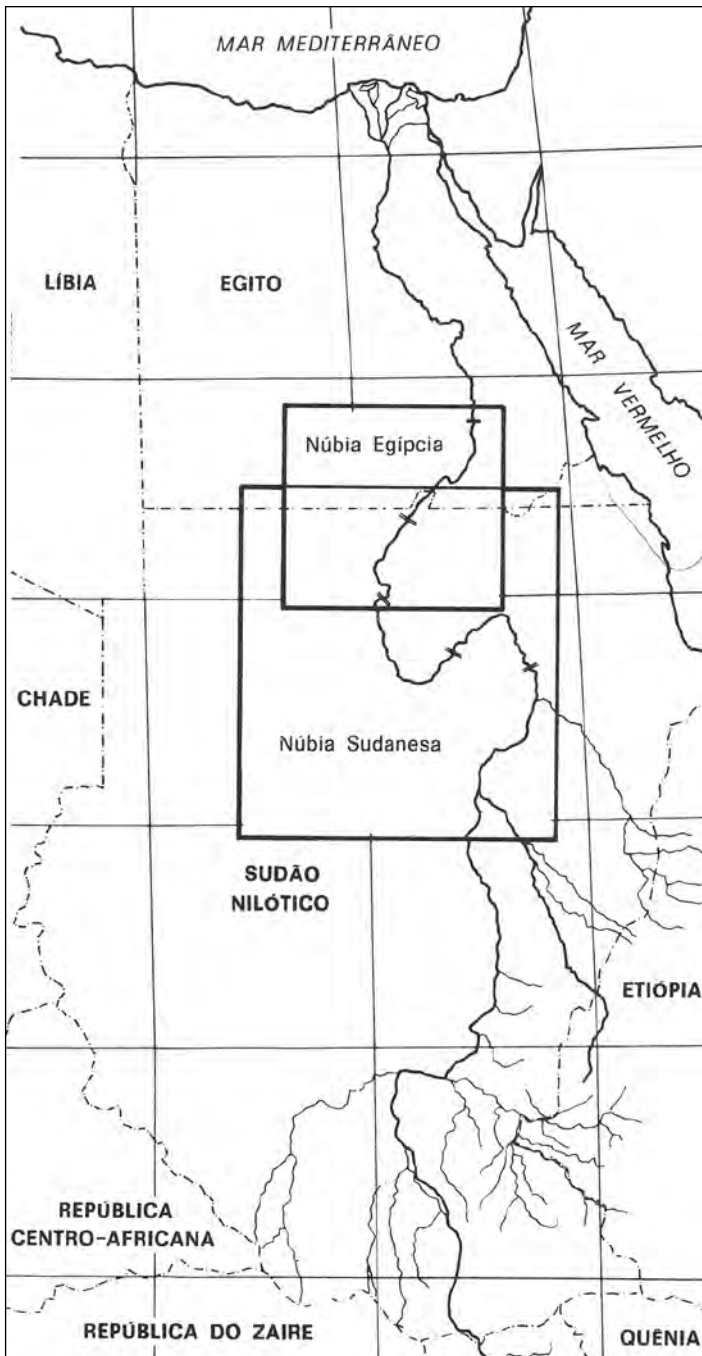 MAR MEDITERRÂNEO
LÍBIA
EGITO
MAR VERMELHO
Núbia Egípcia
CHADE
Núbia Sudanesa
SUDÃO
NILÓTICO
ETIÓPIA
REPÚBLICA
CENTRO-AFRICANA
REPÚBLICA DO ZAIRE
QUÊNIA